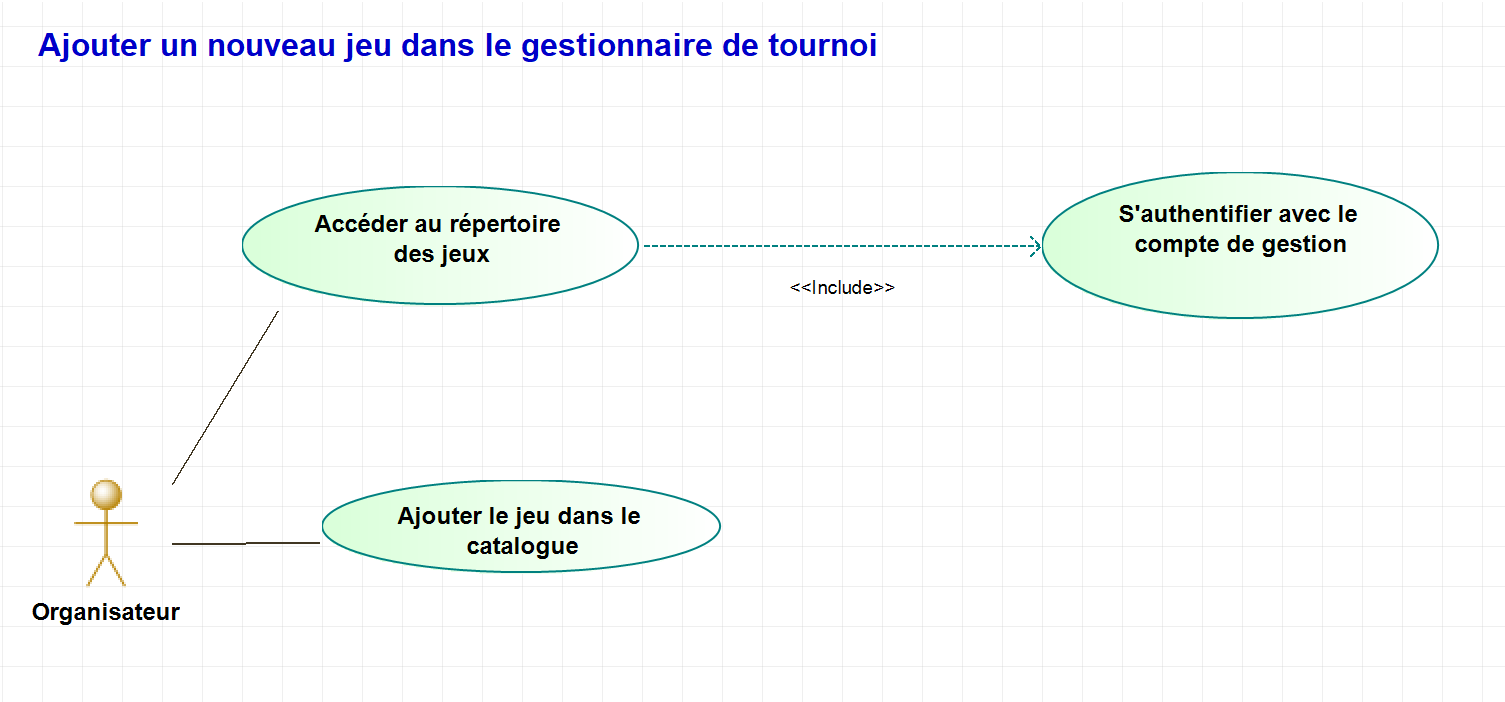 Ajouter un nouveau jeu dans le gestionnaire de tournoi
Accéder au répertoire
des jeux
S'authentifier avec le
compte de gestion
<<Include>>
Ajouter le jeu dans le
catalogue
Organisateur